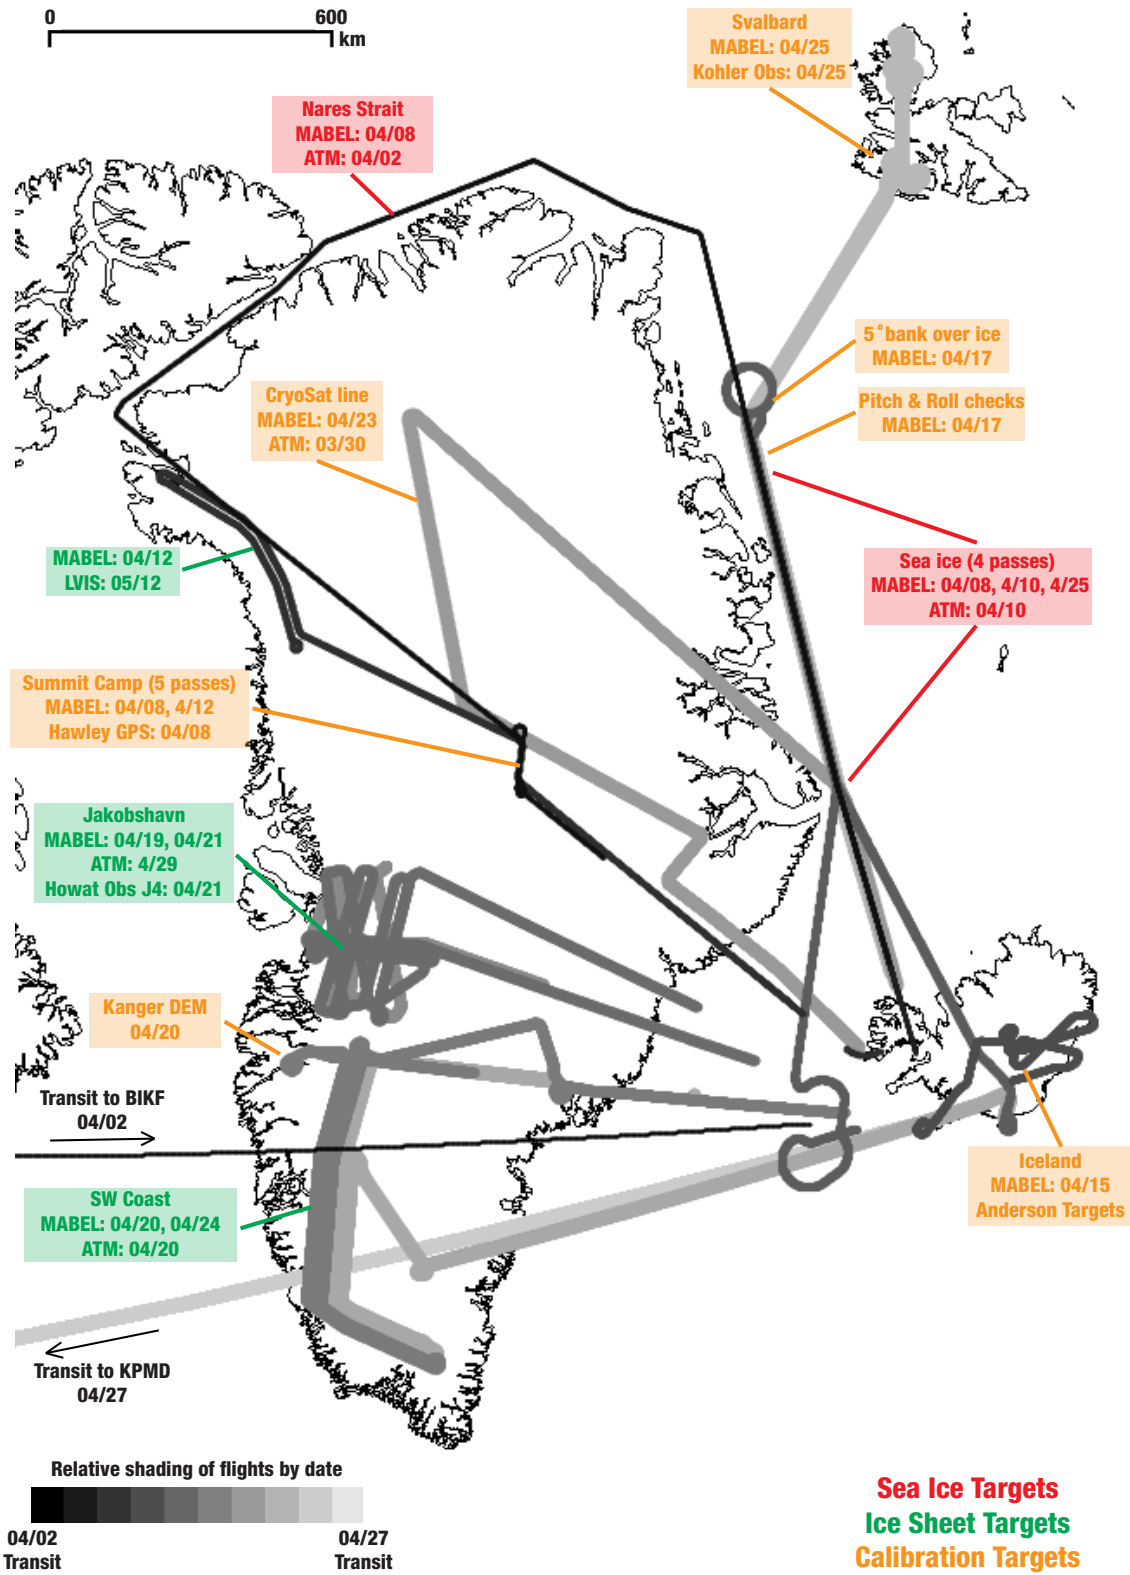 0 600
km
Svalbard
MABEL: 04/25
Kohler Obs: 04/25
Nares Strait
MABEL: 04/08
ATM: 04/02
5°bank over ice
MABEL: 04/17
CryoSat line
MABEL: 04/23
ATM: 03/30
Pitch & Roll checks
MABEL: 04/17
MABEL: 04/12
LVIS: 05/12
Sea ice (4 passes)
MABEL: 04/08, 4/10, 4/25
ATM: 04/10
Summit Camp (5 passes)
MABEL: 04/08, 4/12
Hawley GPS: 04/08
Jakobshavn
MABEL: 04/19, 04/21
ATM: 4/29
Howat Obs J4: 04/21
Kanger DEM
04/20
Transit to BIKF
04/02
Iceland
MABEL: 04/15
Anderson Targets
SW Coast
MABEL: 04/20, 04/24
ATM: 04/20
Transit to KPMD
04/27
Relative shading of flights by date
04/02
Transit
04/27
Transit
Sea Ice Targets
Ice Sheet Targets
Calibration Targets